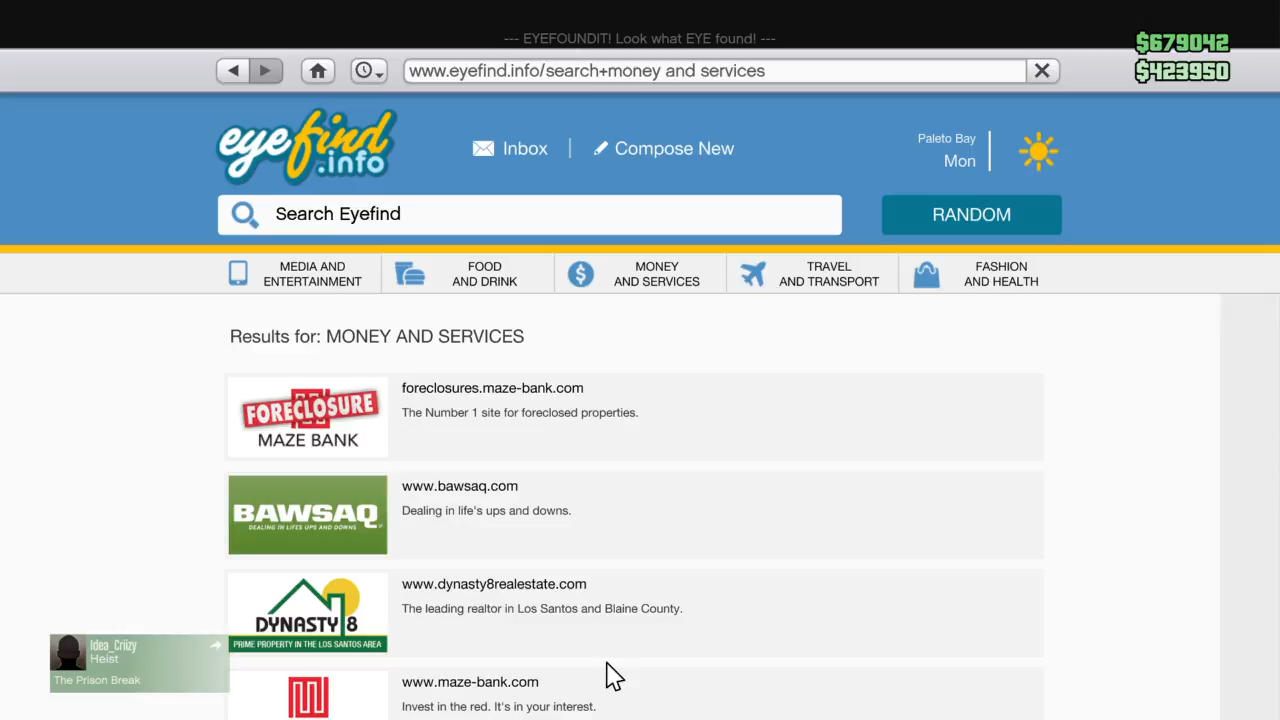 --- EYEFOUNDIT! Look what EYE found! ---
$679042
$423950
www.eyefind.info/search+money and services
eyefind
.info
Inbox
Compose New
Paleto Bay
Mon
Search Eyefind
RANDOM
MEDIA AND
ENTERTAINMENT
FOOD
AND DRINK
MONEY
AND SERVICES
TRAVEL
AND TRANSPORT
FASHION
AND HEALTH
Results for: MONEY AND SERVICES
FORECLOSURE
MAZE BANK
foreclosures.maze-bank.com
The Number 1 site for foreclosed properties.
BAWSAQ
DEALING IN LIFE'S UPS AND DOWNS
www.bawsaq.com
Dealing in life's ups and downs.
DYNASTY 8
PRIME PROPERTY IN THE LOS SANTOS AREA
www.dynasty8realestate.com
The leading realtor in Los Santos and Blaine County.
Idea_Criizy
Heist
The Prison Break
www.maze-bank.com
Invest in the red. It's in your interest.